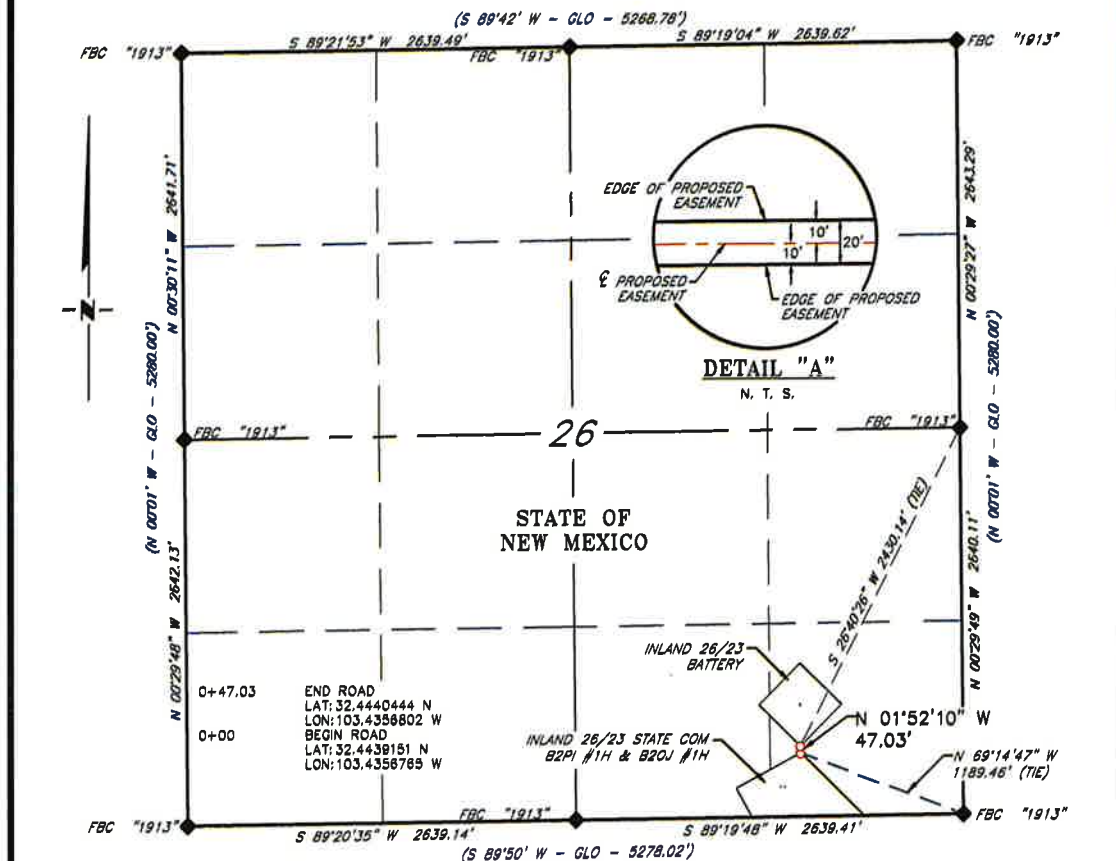 (S 89°42' W - GLO - 5268.78')
S 89°21'53" W 2639.49'
S 89°19'04" W 2639.62'
FBC "1913"
FBC "1913"
FBC "1913"
N 00°30'11" W 2641.71'
(N 00°01' W - GLO - 5280.00')
N 00°29'27" W 2643.29'
(N 00°01' W - GLO - 5280.00')
-N-
EDGE OF PROPOSED
EASEMENT
10'
10'
20'
℄ PROPOSED
EASEMENT
EDGE OF PROPOSED
EASEMENT
DETAIL "A"
N. T. S.
FBC "1913"
26
FBC "1913"
STATE OF
NEW MEXICO
N 00°29'48" W 2642.13'
S 26°40'26" W 2430.14' (TIE)
N 00°29'49" W 2640.11'
INLAND 26/23
BATTERY
0+47.03 END ROAD
LAT: 32.4440444 N
LON: 103.4356802 W
0+00 BEGIN ROAD
LAT: 32.4439151 N
LON: 103.4356765 W
N 01°52'10" W
47.03'
INLAND 26/23 STATE COM
B2PI #1H & B2OJ #1H
N 69°14'47" W
1189.46' (TIE)
FBC "1913"
FBC "1913"
FBC "1913"
S 89°20'35" W 2639.14'
S 89°19'48" W 2639.41'
(S 89°50' W - GLO - 5278.02')